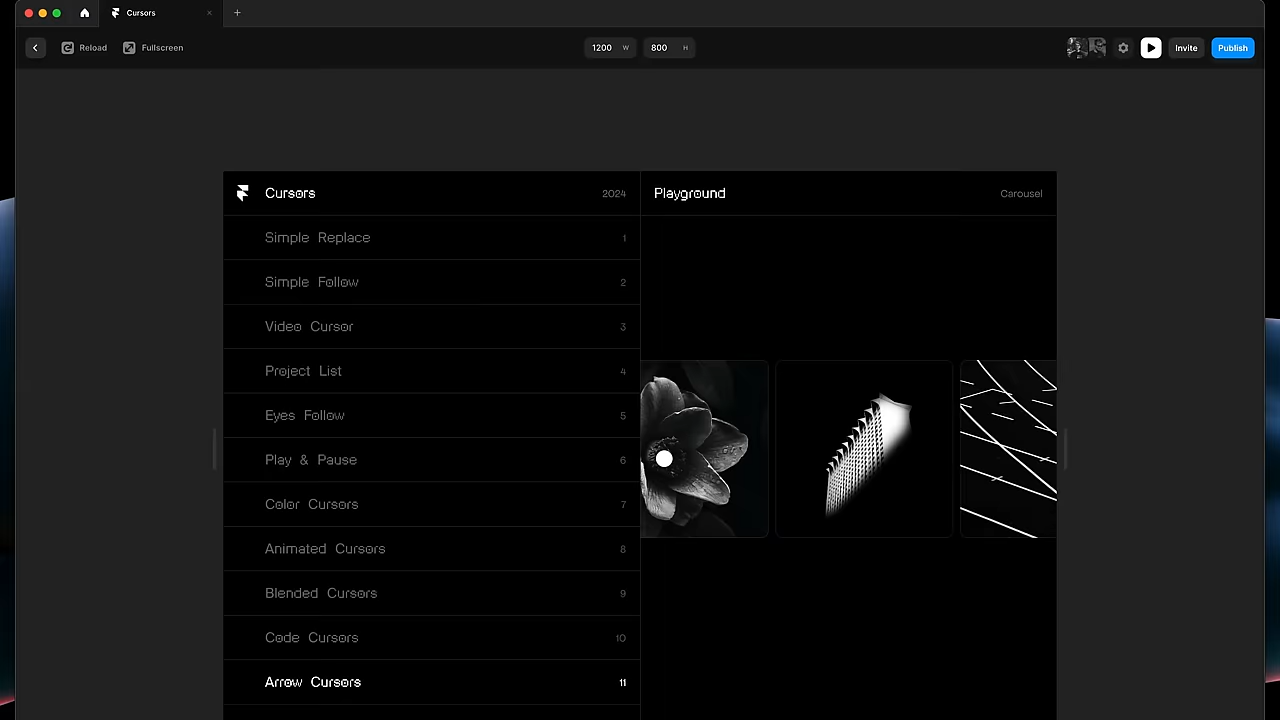 Cursors
Reload
Fullscreen
1200 W
800 H
Invite
Publish
Cursors 2024
Simple Replace 1
Simple Follow 2
Video Cursor 3
Project List 4
Eyes Follow 5
Play & Pause 6
Color Cursors 7
Animated Cursors 8
Blended Cursors 9
Code Cursors 10
Arrow Cursors 11
Playground Carousel